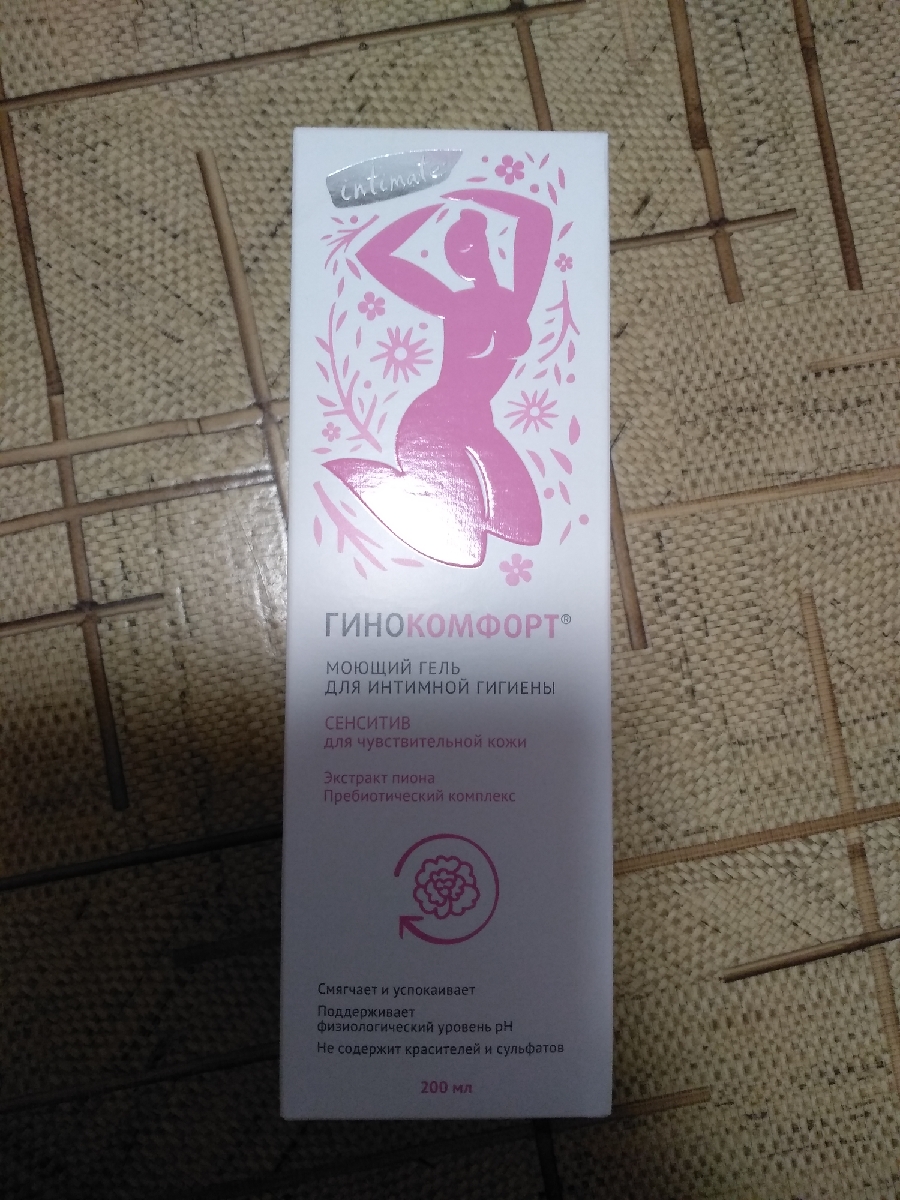 intimate
ГИНОКОМФОРТ®
МОЮЩИЙ ГЕЛЬ
ДЛЯ ИНТИМНОЙ ГИГИЕНЫ
СЕНСИТИВ
для чувствительной кожи
Экстракт пиона
Пребиотический комплекс
Смягчает и успокаивает
Поддерживает
физиологический уровень pH
Не содержит красителей и сульфатов
200 мл